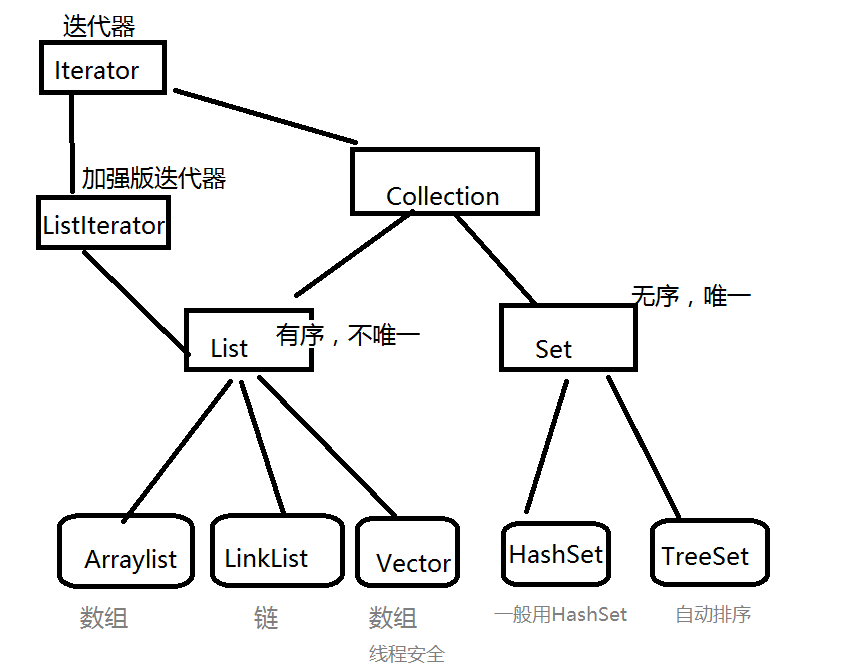 迭代器
Iterator
Collection
加强版迭代器
ListIterator
List
有序，不唯一
Set
无序，唯一
Arraylist
LinkList
Vector
HashSet
TreeSet
数组
链
数组
线程安全
一般用HashSet
自动排序